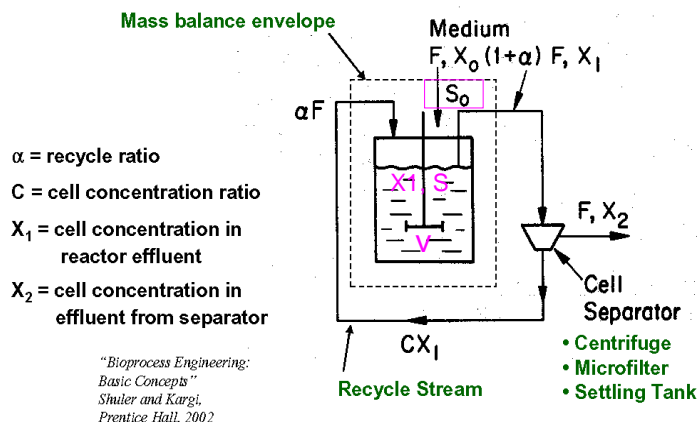 Mass balance envelope
Medium
F, X₀ (1+α) F, X₁
S₀
αF
α = recycle ratio
C = cell concentration ratio
X₁ = cell concentration in
reactor effluent
X₂ = cell concentration in
effluent from separator
X1, S
V
F, X₂
Cell
Separator
CX₁
Recycle Stream
• Centrifuge
• Microfilter
• Settling Tank
"Bioprocess Engineering:
Basic Concepts"
Shuler and Kargi,
Prentice Hall, 2002